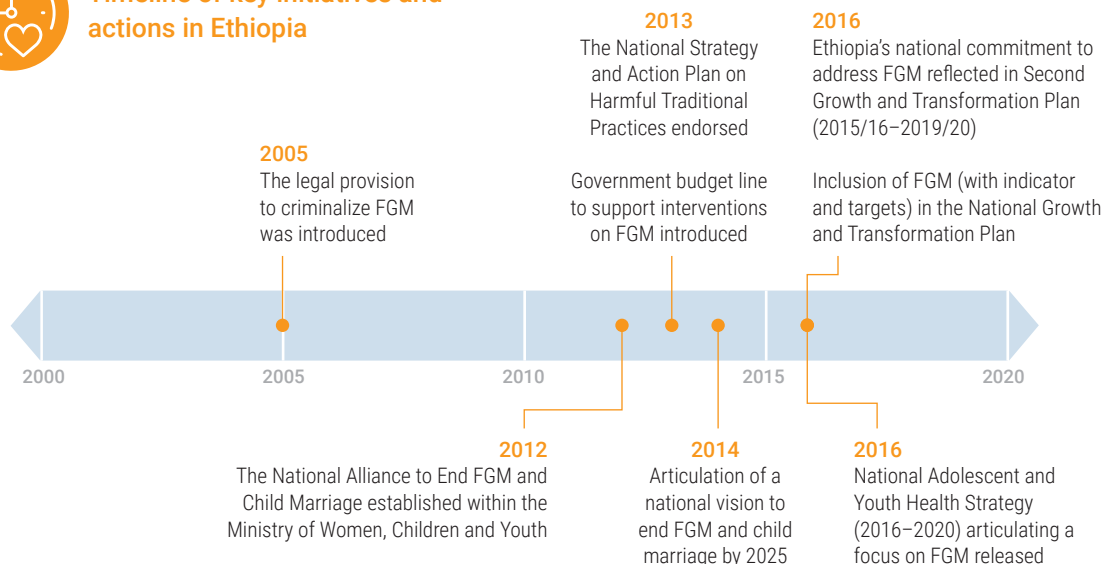 Timeline of key initiatives and
actions in Ethiopia
2005
The legal provision
to criminalize FGM
was introduced
2013
The National Strategy
and Action Plan on
Harmful Traditional
Practices endorsed
Government budget line
to support interventions
on FGM introduced
2016
Ethiopia’s national commitment to
address FGM reflected in Second
Growth and Transformation Plan
(2015/16–2019/20)
Inclusion of FGM (with indicator
and targets) in the National Growth
and Transformation Plan
2000
2005
2010
2015
2020
2012
The National Alliance to End FGM and
Child Marriage established within the
Ministry of Women, Children and Youth
2014
Articulation of a
national vision to
end FGM and child
marriage by 2025
2016
National Adolescent and
Youth Health Strategy
(2016–2020) articulating a
focus on FGM released